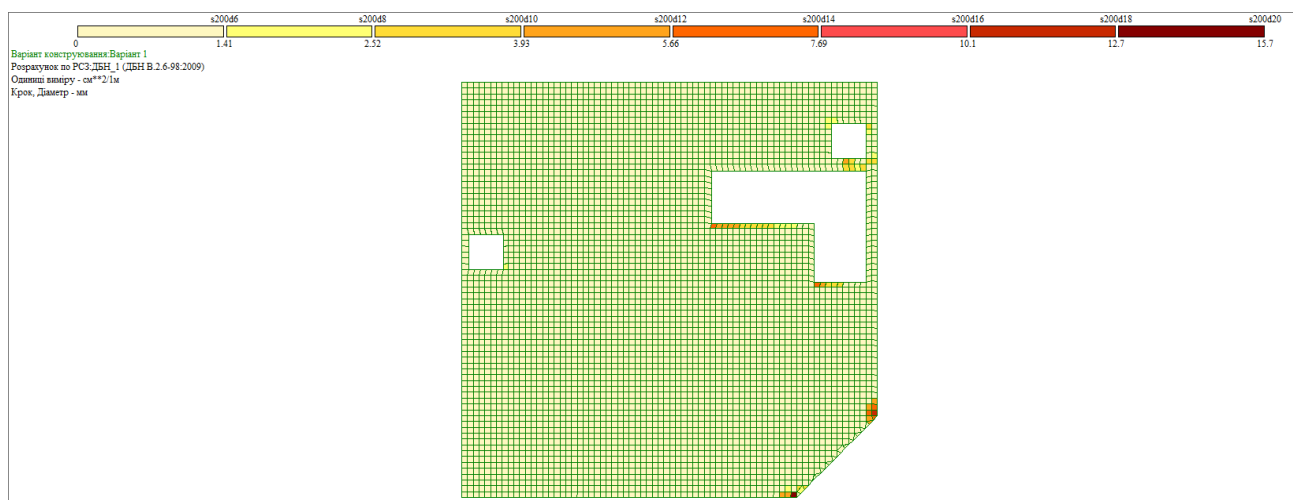 s200d6 s200d8 s200d10 s200d12 s200d14 s200d16 s200d18 s200d20
0 1.41 2.52 3.93 5.66 7.69 10.1 12.7 15.7
Варіант конструювання:Варіант 1
Розрахунок по РСЗ:ДБН_1 (ДБН В.2.6-98:2009)
Одиниці виміру - см**2/1м
Крок, Діаметр - мм